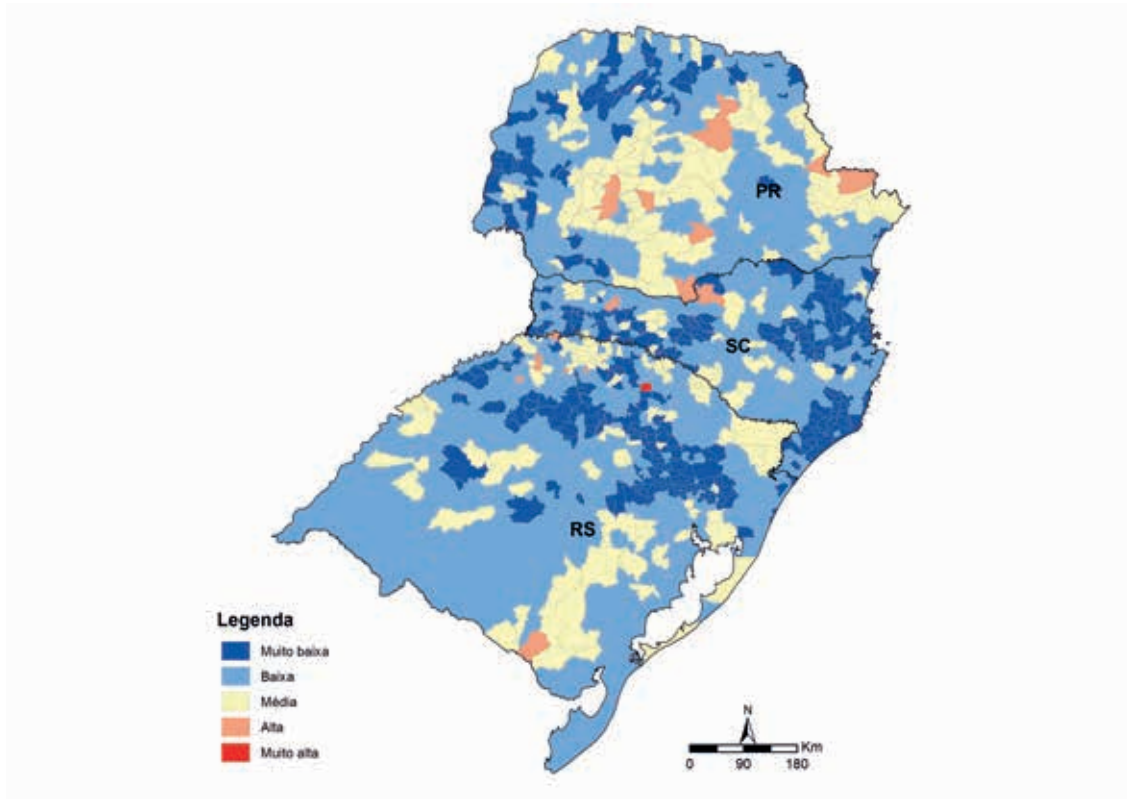 PR
SC
RS
Legenda
Muito baixa
Baixa
Média
Alta
Muito alta
N
Km
0 90 180